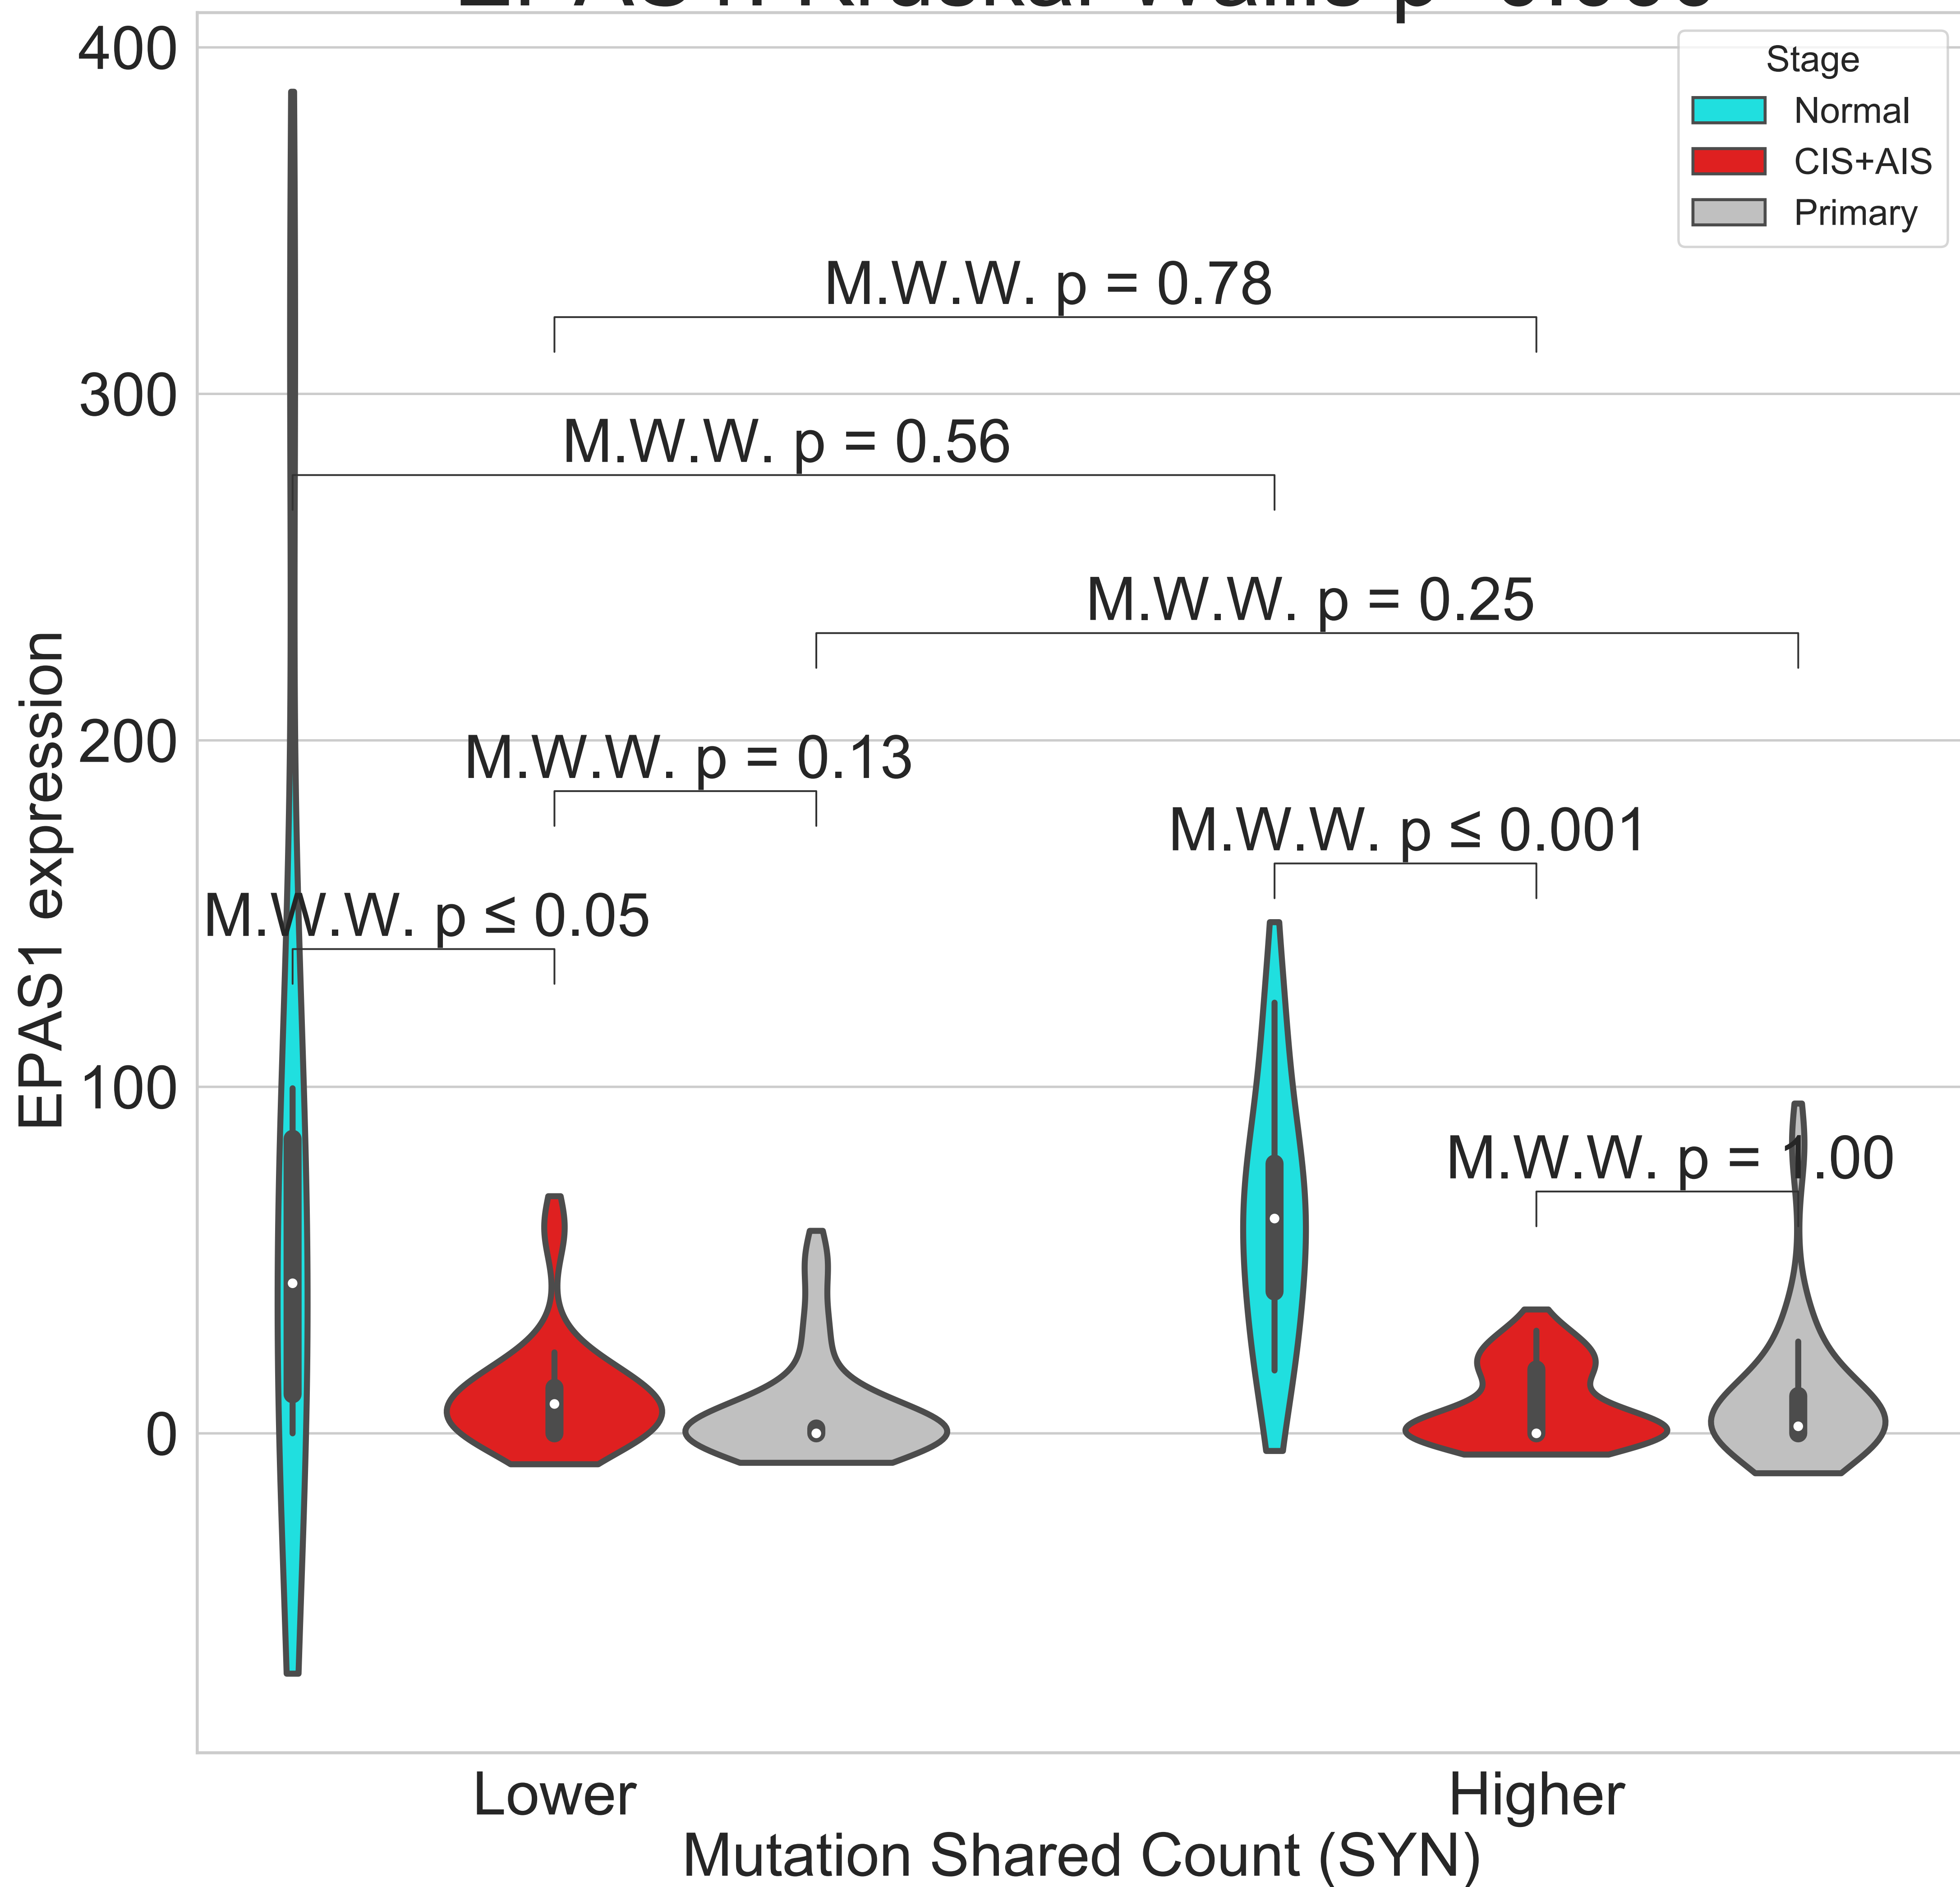 400
Stage
Normal
CIS+AIS
Primary
M.W.W. p = 0.78
300
M.W.W. p = 0.56
M.W.W. p = 0.25
200
M.W.W. p = 0.13
M.W.W. p ≤ 0.001
M.W.W. p ≤ 0.05
EPAS1 expression
100
M.W.W. p = 1.00
0
Lower
Higher
Mutation Shared Count (SYN)